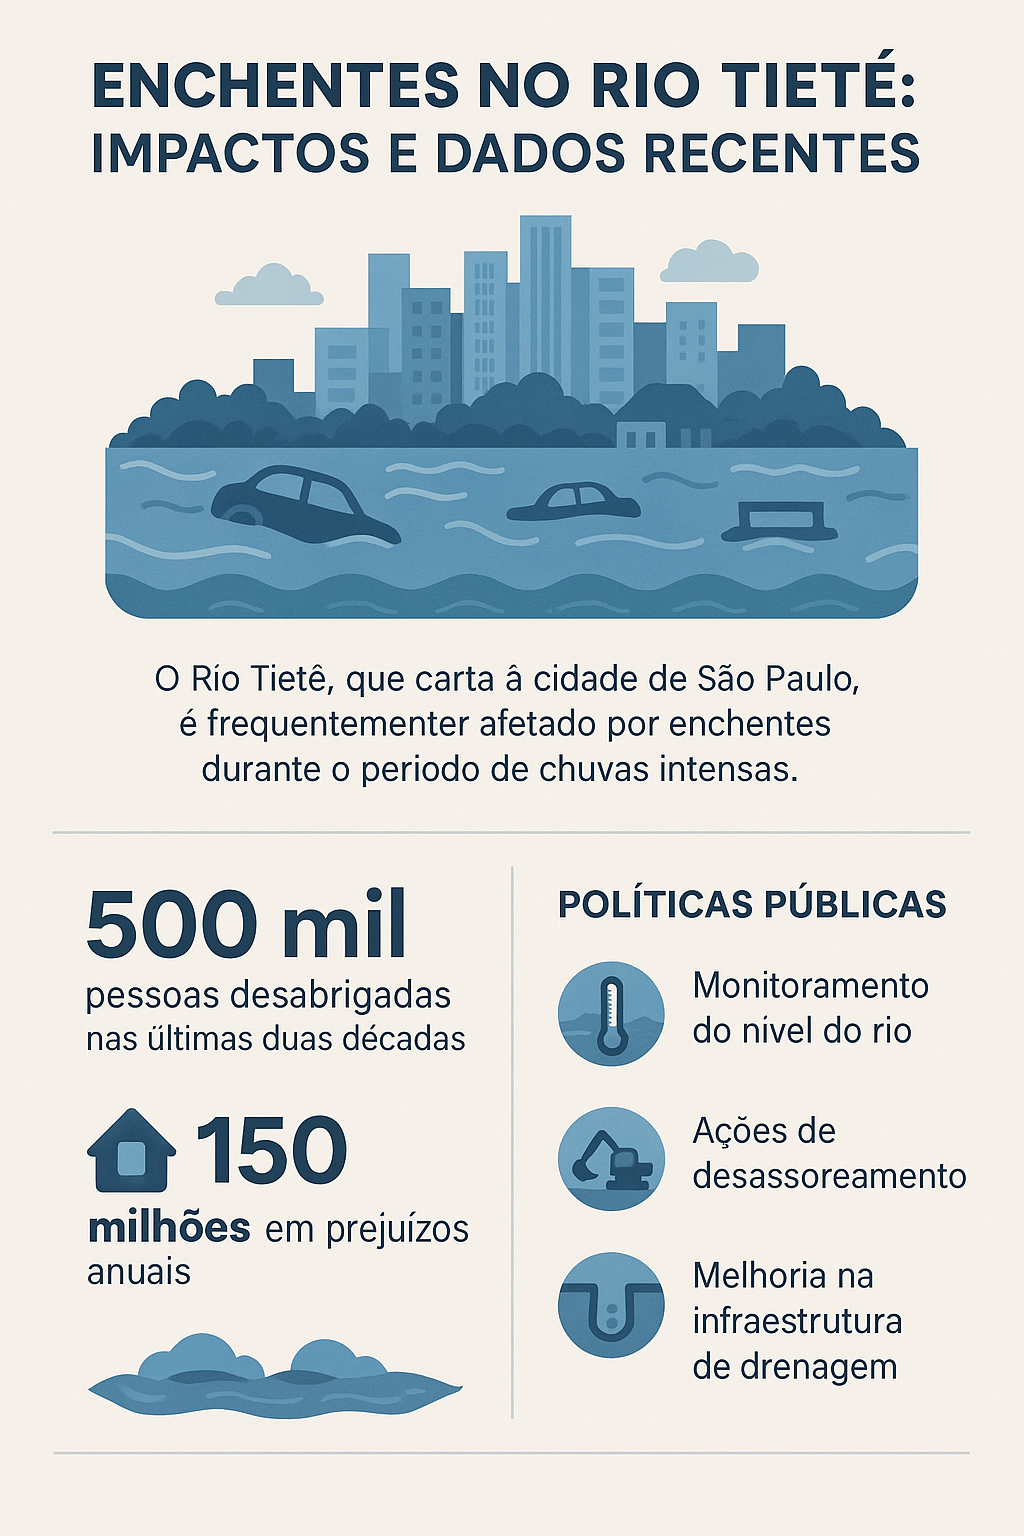 ENCHENTES NO RIO TIETÉ:
IMPACTOS E DADOS RECENTES
O Río Tietê, que carta â cidade de São Paulo,
é frequentementer afetado por enchentes
durante o periodo de chuvas intensas.
500 mil
pessoas desabrigadas
nas űltimas duas décadas
150
milhões em prejuízos
anuais
POLÍTICAS PÚBLICAS
Monitoramento
do nível do rio
Ações de
desassoreamento
Melhoria na
infraestrutura
de drenagem